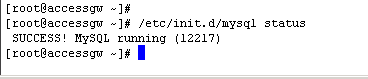 [root@accessgw ~]#
[root@accessgw ~]# /etc/init.d/mysql status
SUCCESS! MySQL running (12217)
[root@accessgw ~]#